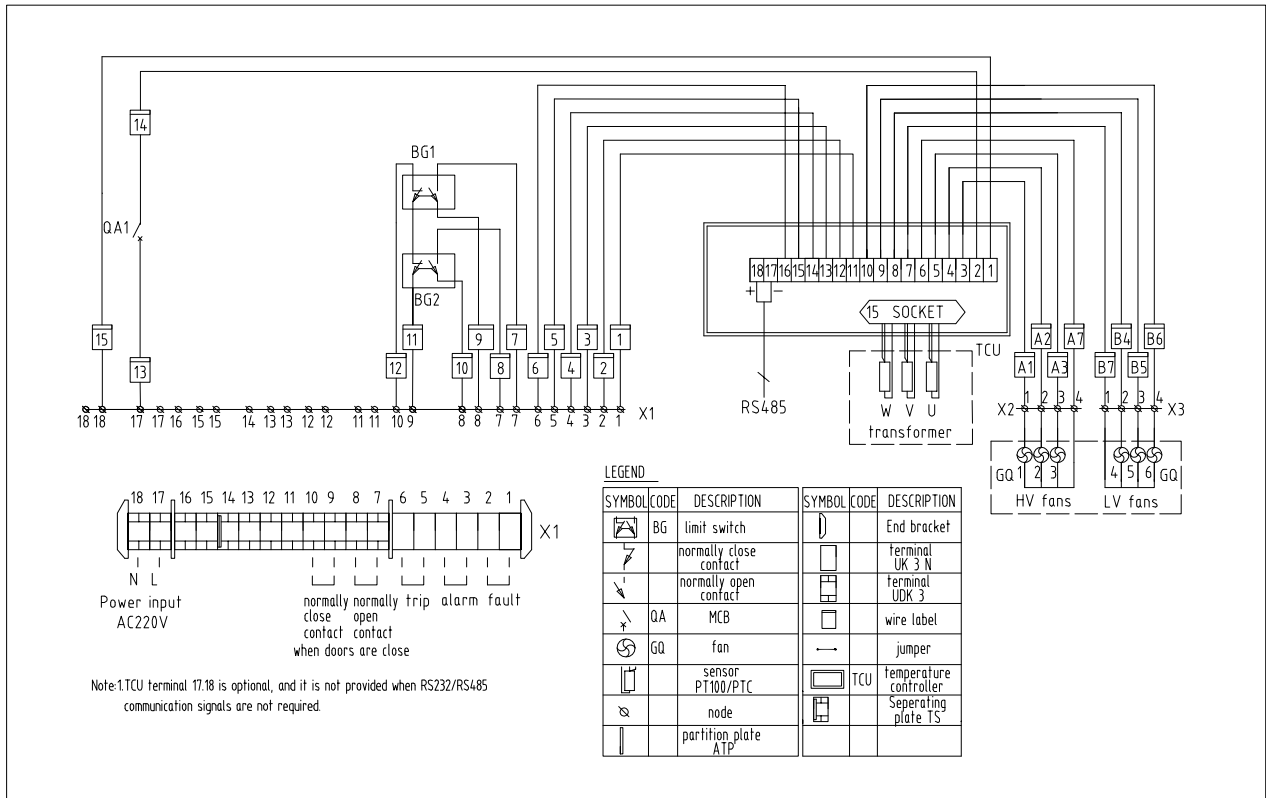 14
BG1
QA1
BG2
18 17 16 15 14 13 12 11 10 9 8 7 6 5 4 3 2 1
+ −
15 SOCKET
TCU
15
11
9
7
5
3
1
13
12
10
8
6
4
2
A2
A7
B4
B6
A1
A3
B7
B5
W V U
transformer
RS485
18 18 17 17 16 15 15 14 13 13 12 12 11 11 10 9 8 8 7 7 6 5 4 3 2 1
X1
X2
1 2 3 4
1 2 3 4
X3
GQ 1 2 3
4 5 6 GQ
HV fans
LV fans
18 17 16 15 14 13 12 11 10 9 8 7 6 5 4 3 2 1
X1
N L
Power input
AC220V
normally close contact
normally open contact
when doors are close
trip
alarm
fault
Note:1.TCU terminal 17.18 is optional, and it is not provided when RS232/RS485
communication signals are not required.
LEGEND
SYMBOL CODE DESCRIPTION
BG limit switch
normally close
contact
normally open
contact
QA MCB
GQ fan
sensor
PT100/PTC
node
partition plate
ATP
SYMBOL CODE DESCRIPTION
End bracket
terminal
UK 3 N
terminal
UDK 3
wire label
jumper
TCU temperature
controller
Seperating
plate TS